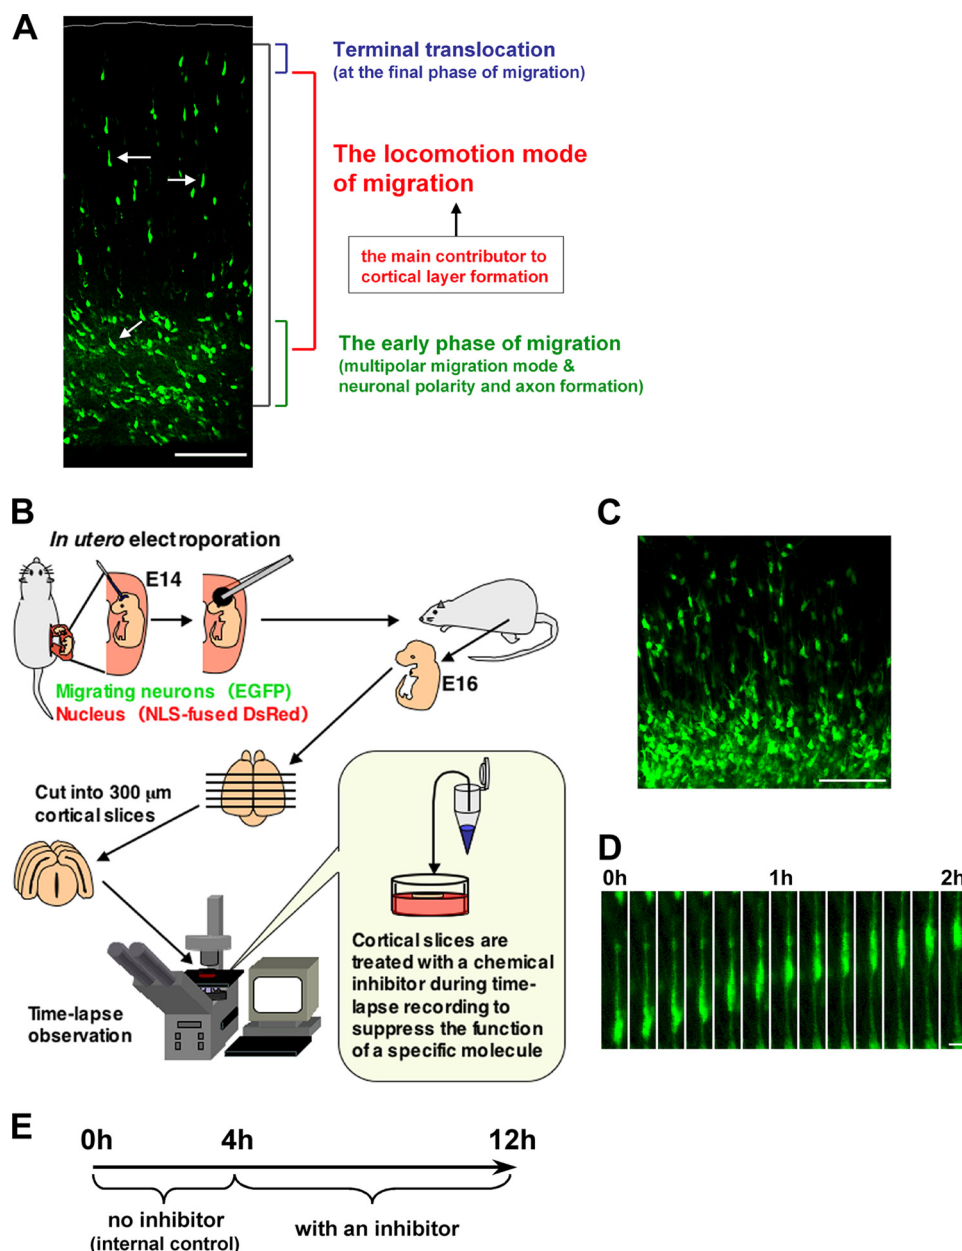 A
Terminal translocation
(at the final phase of migration)
The locomotion mode
of migration
the main contributor to
cortical layer formation
The early phase of migration
(multipolar migration mode &
neuronal polarity and axon formation)
B
In utero electroporation
E14
E16
Migrating neurons (EGFP)
Nucleus (NLS-fused DsRed)
Cut into 300 μm
cortical slices
Time-lapse
observation
Cortical slices are
treated with a chemical
inhibitor during time-
lapse recording to
suppress the function
of a specific molecule
C
D
0h 1h 2h
E
0h 4h 12h
no inhibitor
(internal control)
with an inhibitor